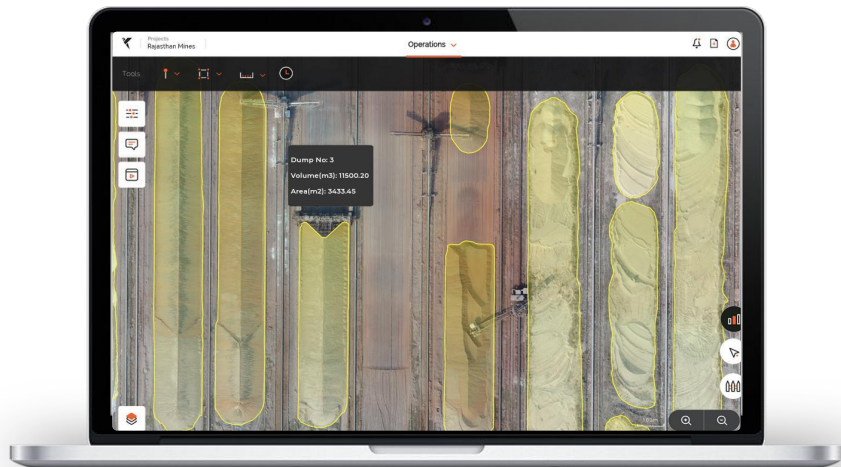 Projects
Rajasthan Mines
Operations
Tools
Dump No: 3
Volume(m3): 11500.20
Area(m2): 3433.45